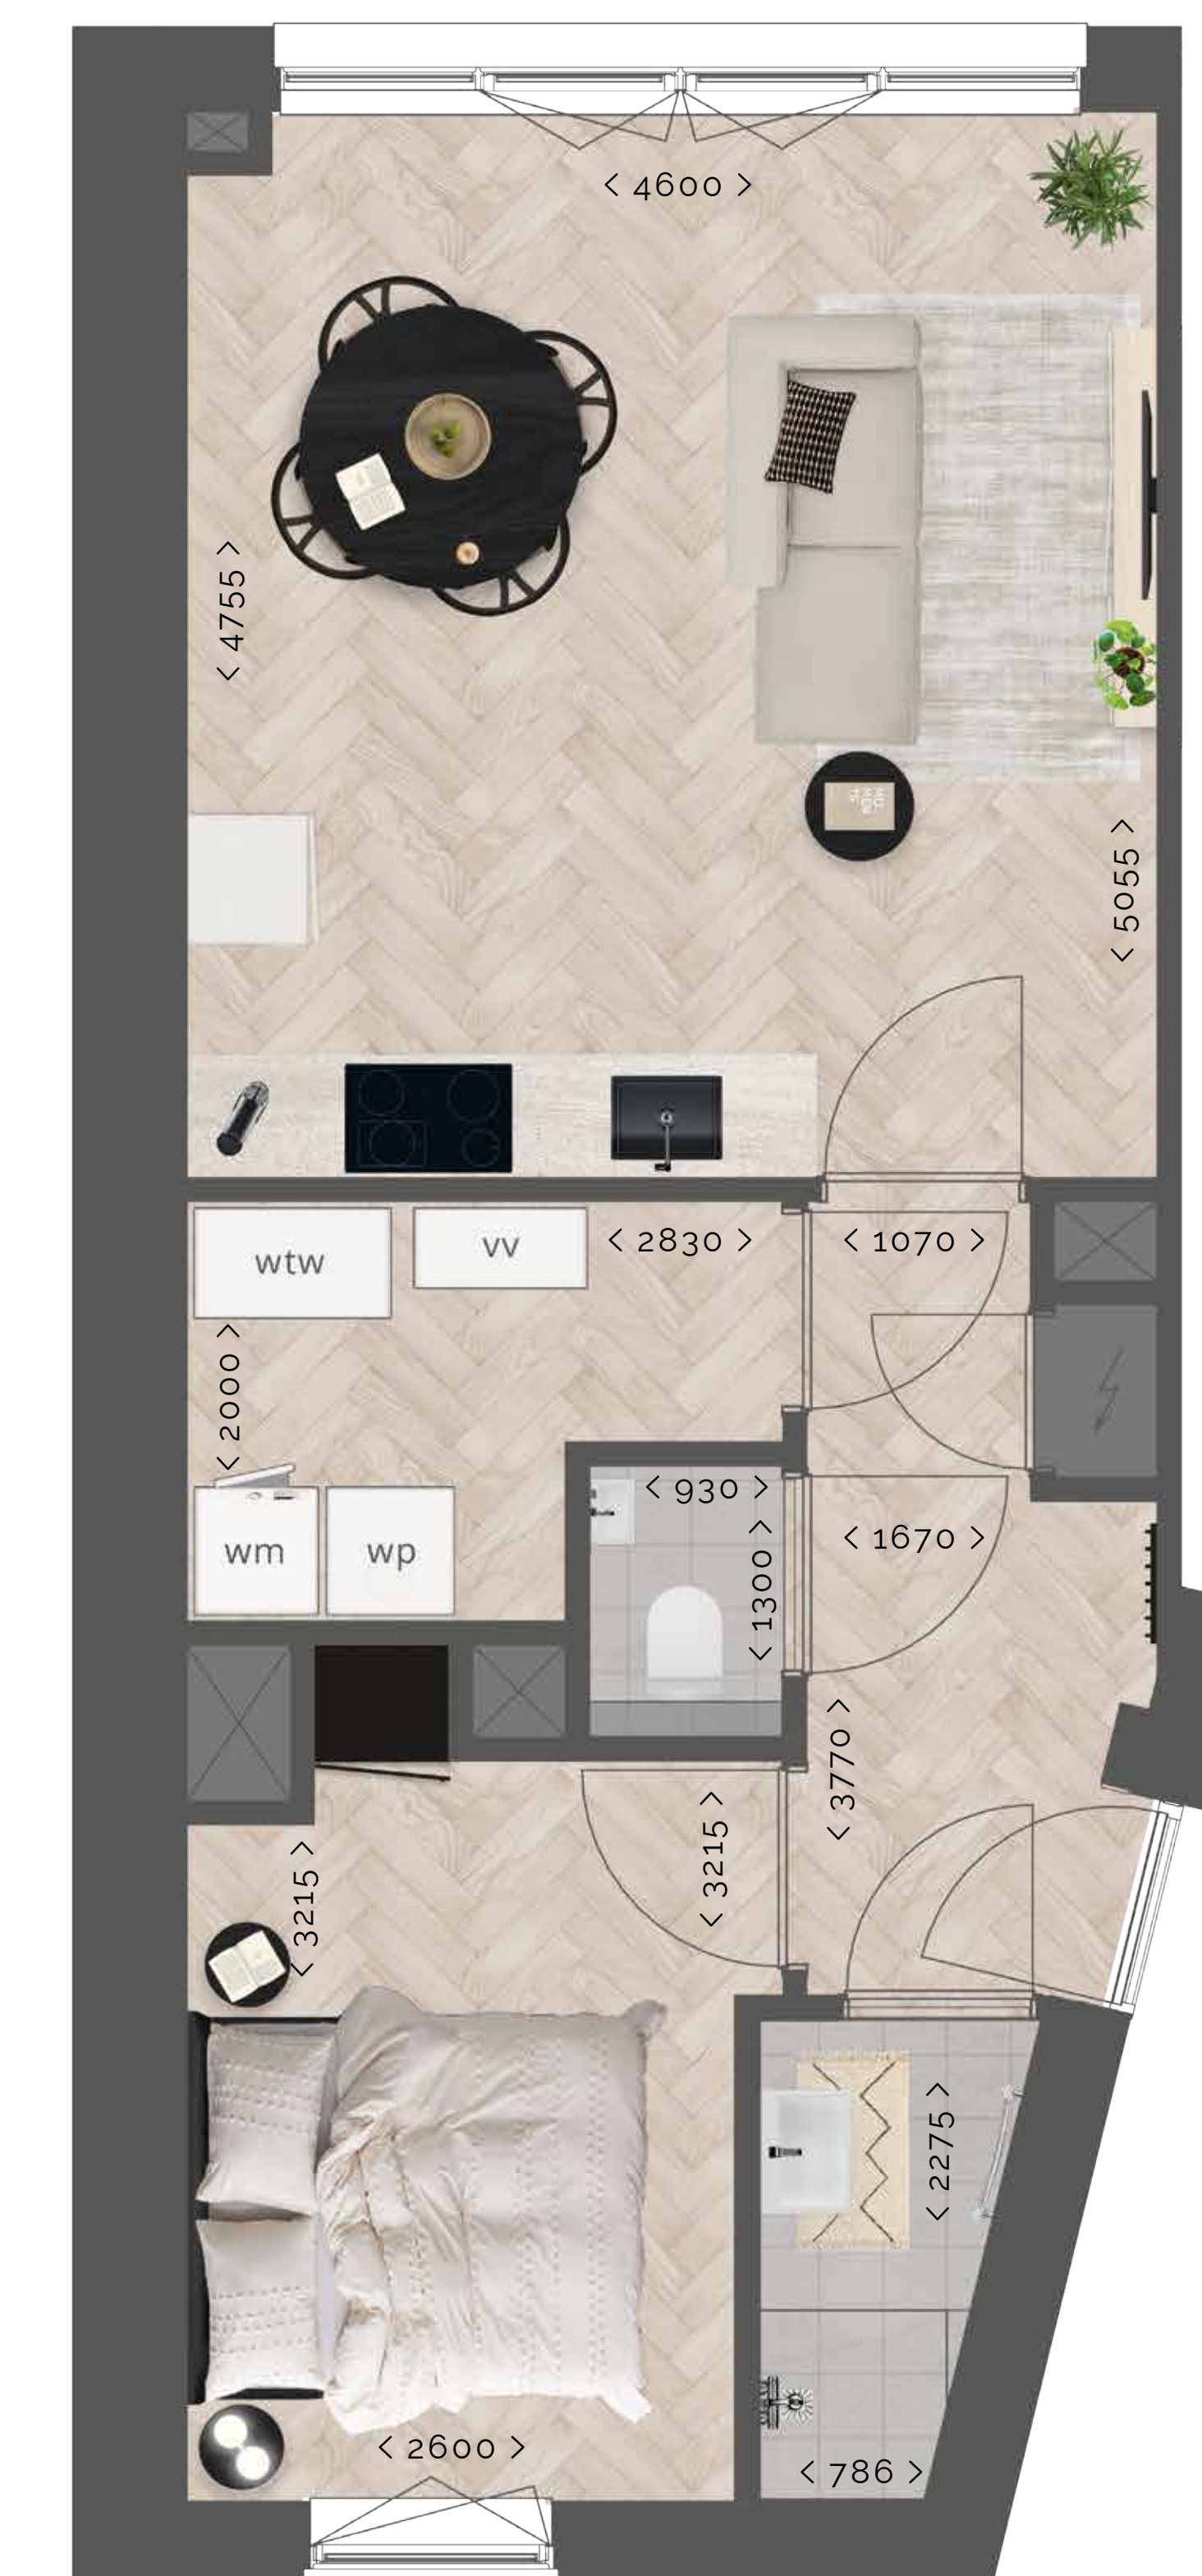 < 4600 >
< 4755 >
< 5055 >
wtw
vv
< 2830 >
< 1070 >
< 2000 >
< 930 >
< 1300 >
< 1670 >
wm
wp
< 3770 >
< 3215 >
< 3215 >
< 2275 >
< 2600 >
< 786 >